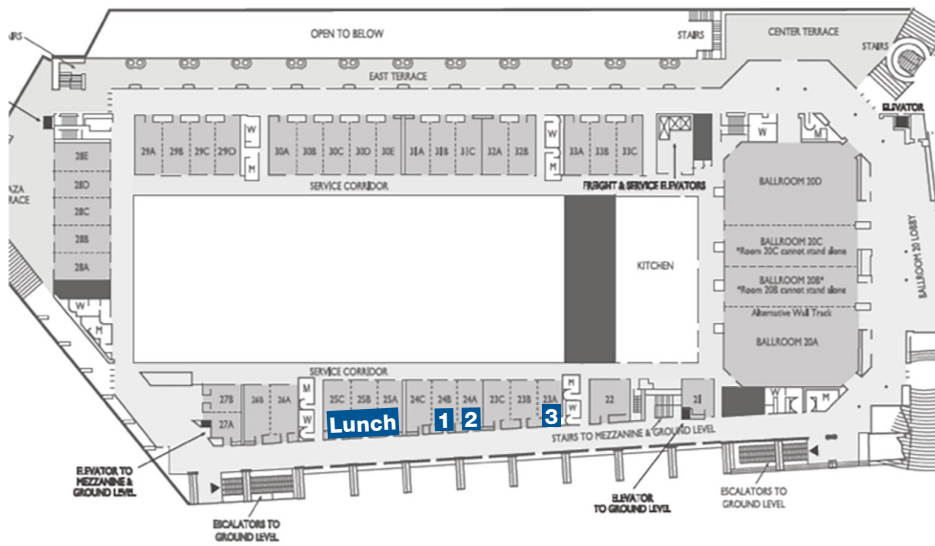 AIRS
OPEN TO BELOW
STAIRS
CENTER TERRACE
STAIRS
EAST TERRACE
ELEVATOR
W
M
29A
29B
29C
29D
W
M
30A
30B
30C
30D
30E
31A
31B
31C
32A
32B
W
M
33A
33B
33C
28E
28D
28C
28B
28A
AZA
RRACE
SERVICE CORRIDOR
FREIGHT & SERVICE ELEVATORS
BALLROOM 20D
BALLROOM 20C
*Room 20C cannot stand alone
BALLROOM 20B*
*Room 20B cannot stand alone
Alternative Wall Track
BALLROOM 20A
BALLROOM 20 LOBBY
KITCHEN
W
M
SERVICE CORRIDOR
27B
27A
26B
26A
M
W
25C
25B
25A
24C
24B
24A
23C
23B
23A
M
W
22
21
W
M
Lunch
1
2
3
STAIRS TO MEZZANINE & GROUND LEVEL
ELEVATOR TO
MEZZANINE &
GROUND LEVEL
ESCALATORS TO
GROUND LEVEL
ELEVATOR
TO GROUND LEVEL
ESCALATORS TO
GROUND LEVEL